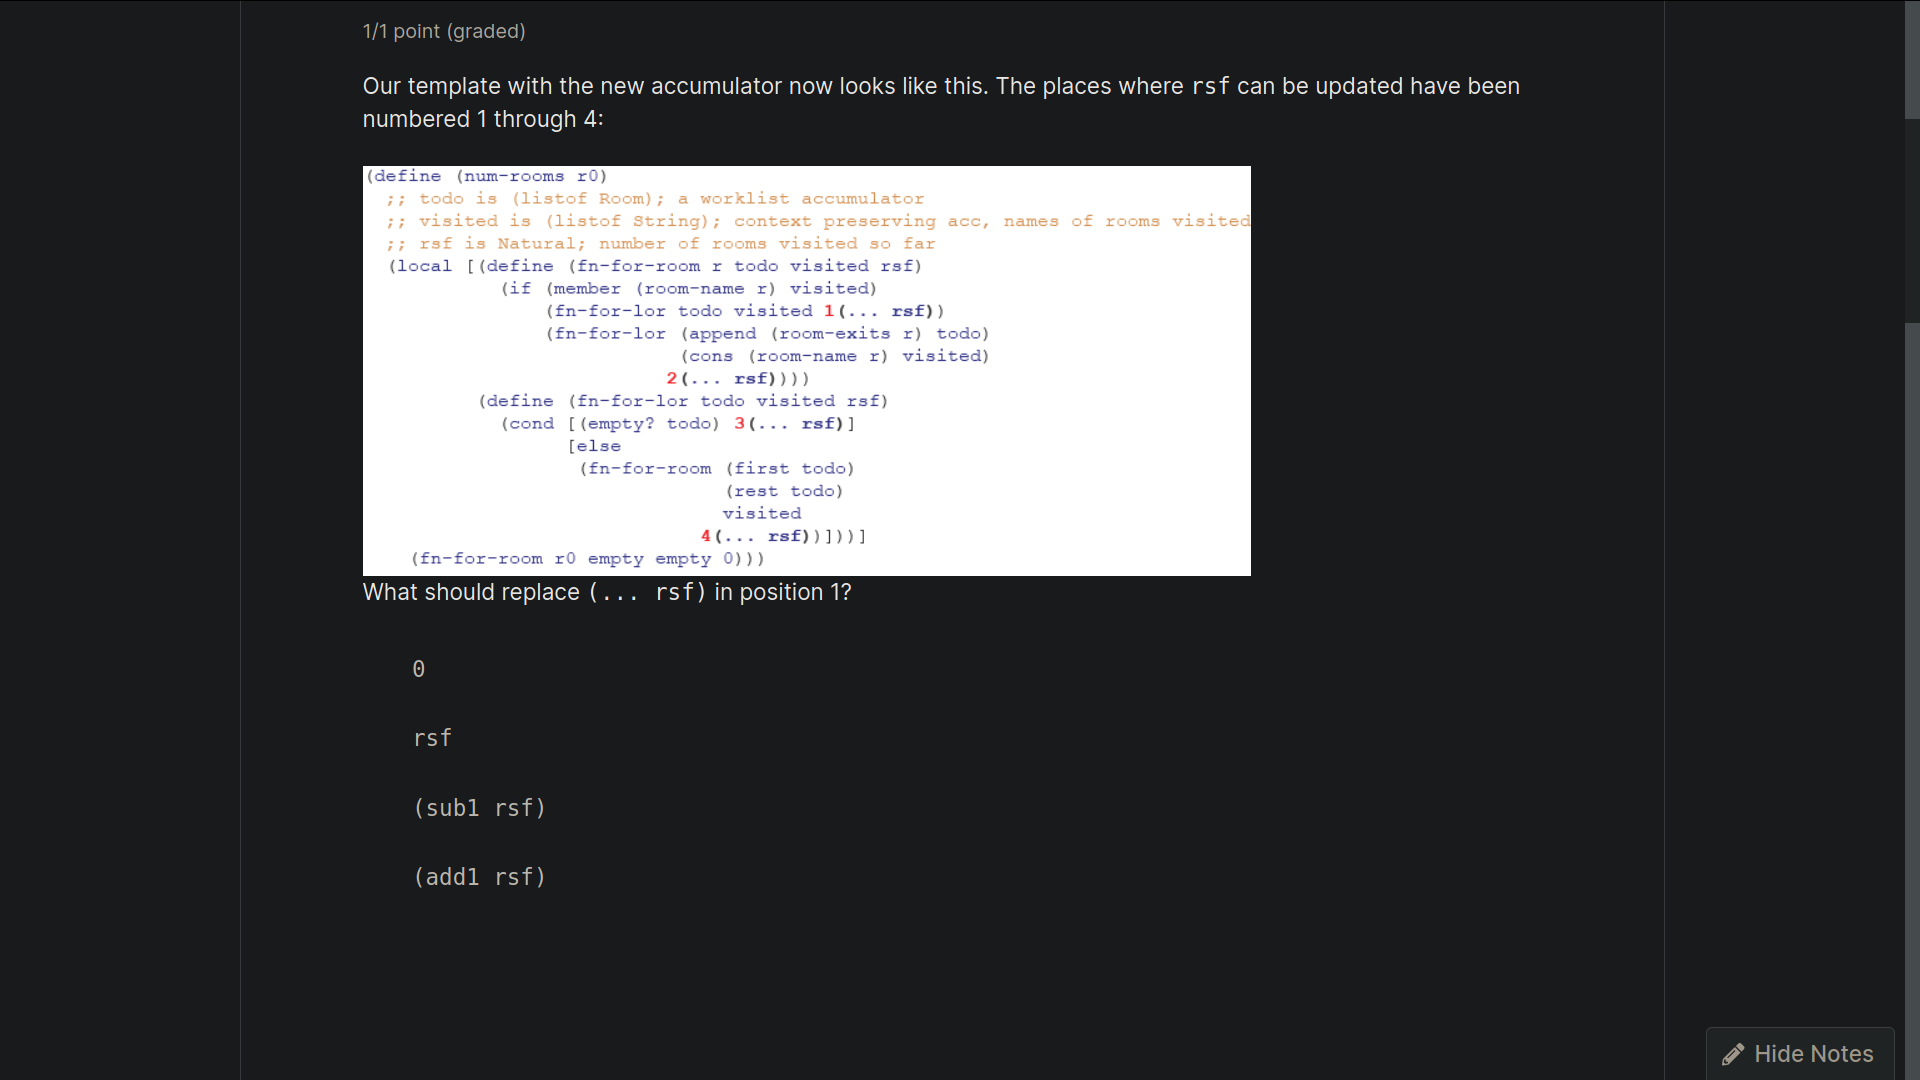 1/1 point (graded)
Our template with the new accumulator now looks like this. The places where rsf can be updated have been
numbered 1 through 4:
(define (num-rooms r0)
  ;; todo is (listof Room); a worklist accumulator
  ;; visited is (listof String); context preserving acc, names of rooms visited
  ;; rsf is Natural; number of rooms visited so far
  (local [(define (fn-for-room r todo visited rsf)
            (if (member (room-name r) visited)
                (fn-for-lor todo visited 1(... rsf))
                (fn-for-lor (append (room-exits r) todo)
                            (cons (room-name r) visited)
                           2(... rsf))))
          (define (fn-for-lor todo visited rsf)
            (cond [(empty? todo) 3(... rsf)]
                  [else
                   (fn-for-room (first todo)
                                (rest todo)
                                visited
                              4(... rsf))]))]
    (fn-for-room r0 empty empty 0)))
What should replace (... rsf) in position 1?
0
rsf
(sub1 rsf)
(add1 rsf)
Hide Notes